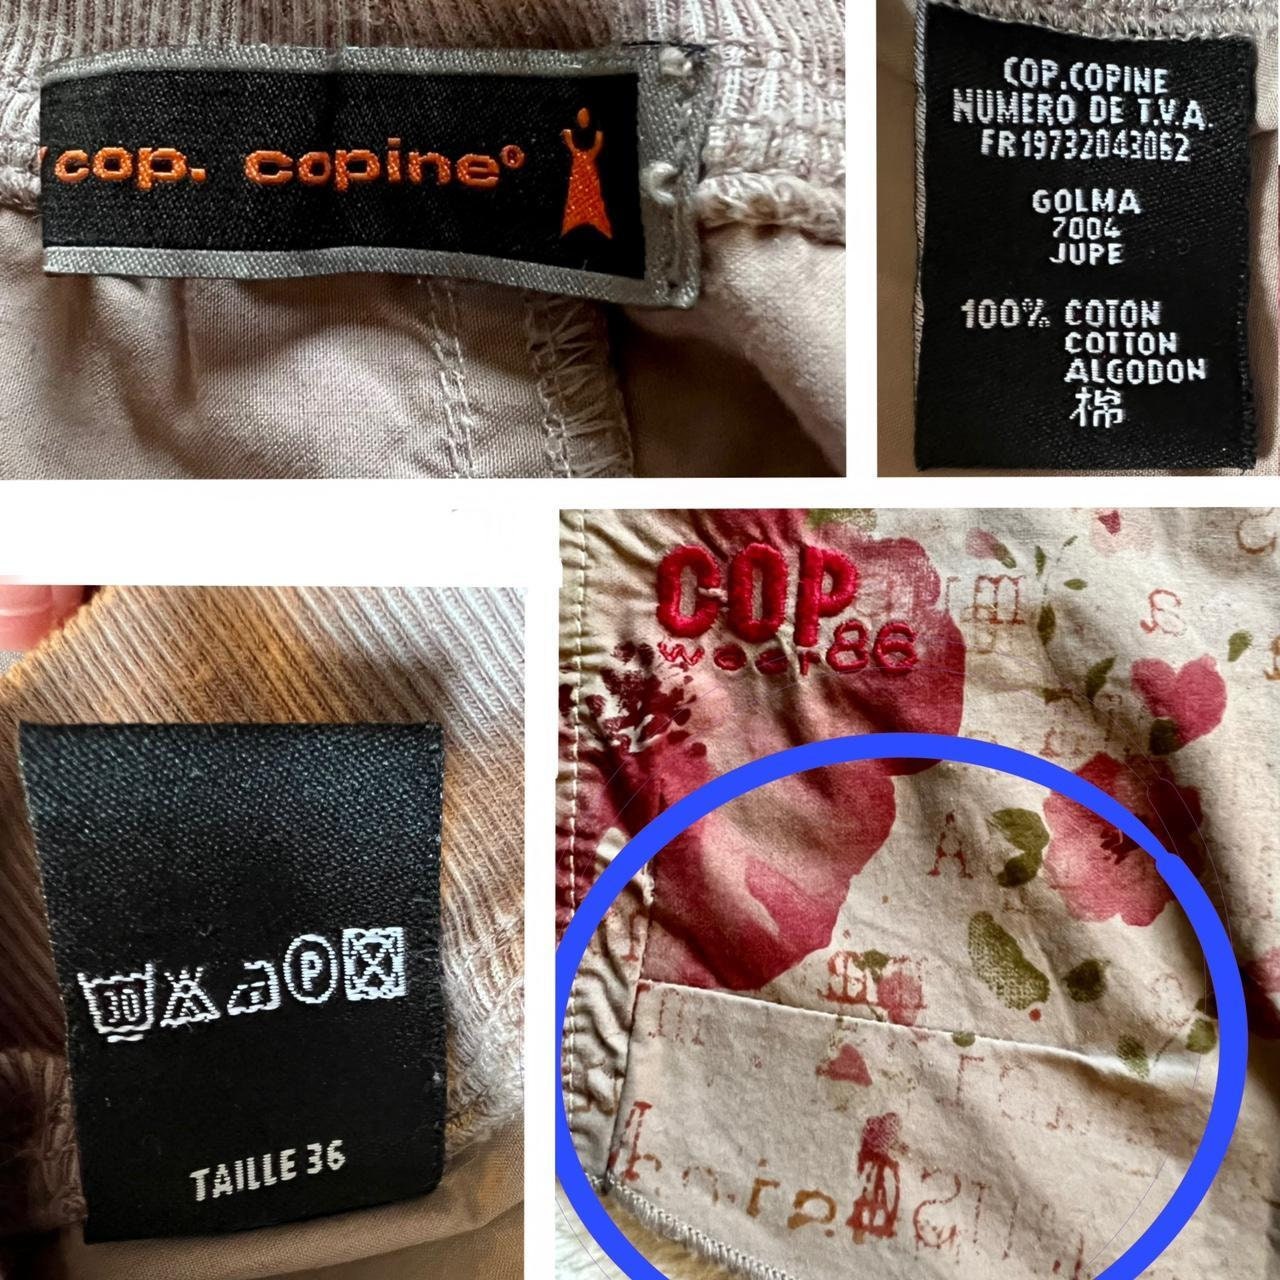 cop. copine®
COP.COPINE
NUMERO DE T.V.A.
FR19732043062
GOLMA
7004
JUPE
100% COTON
COTTON
ALGODON
棉
30
P
TAILLE 36
COP
wear86
a
A